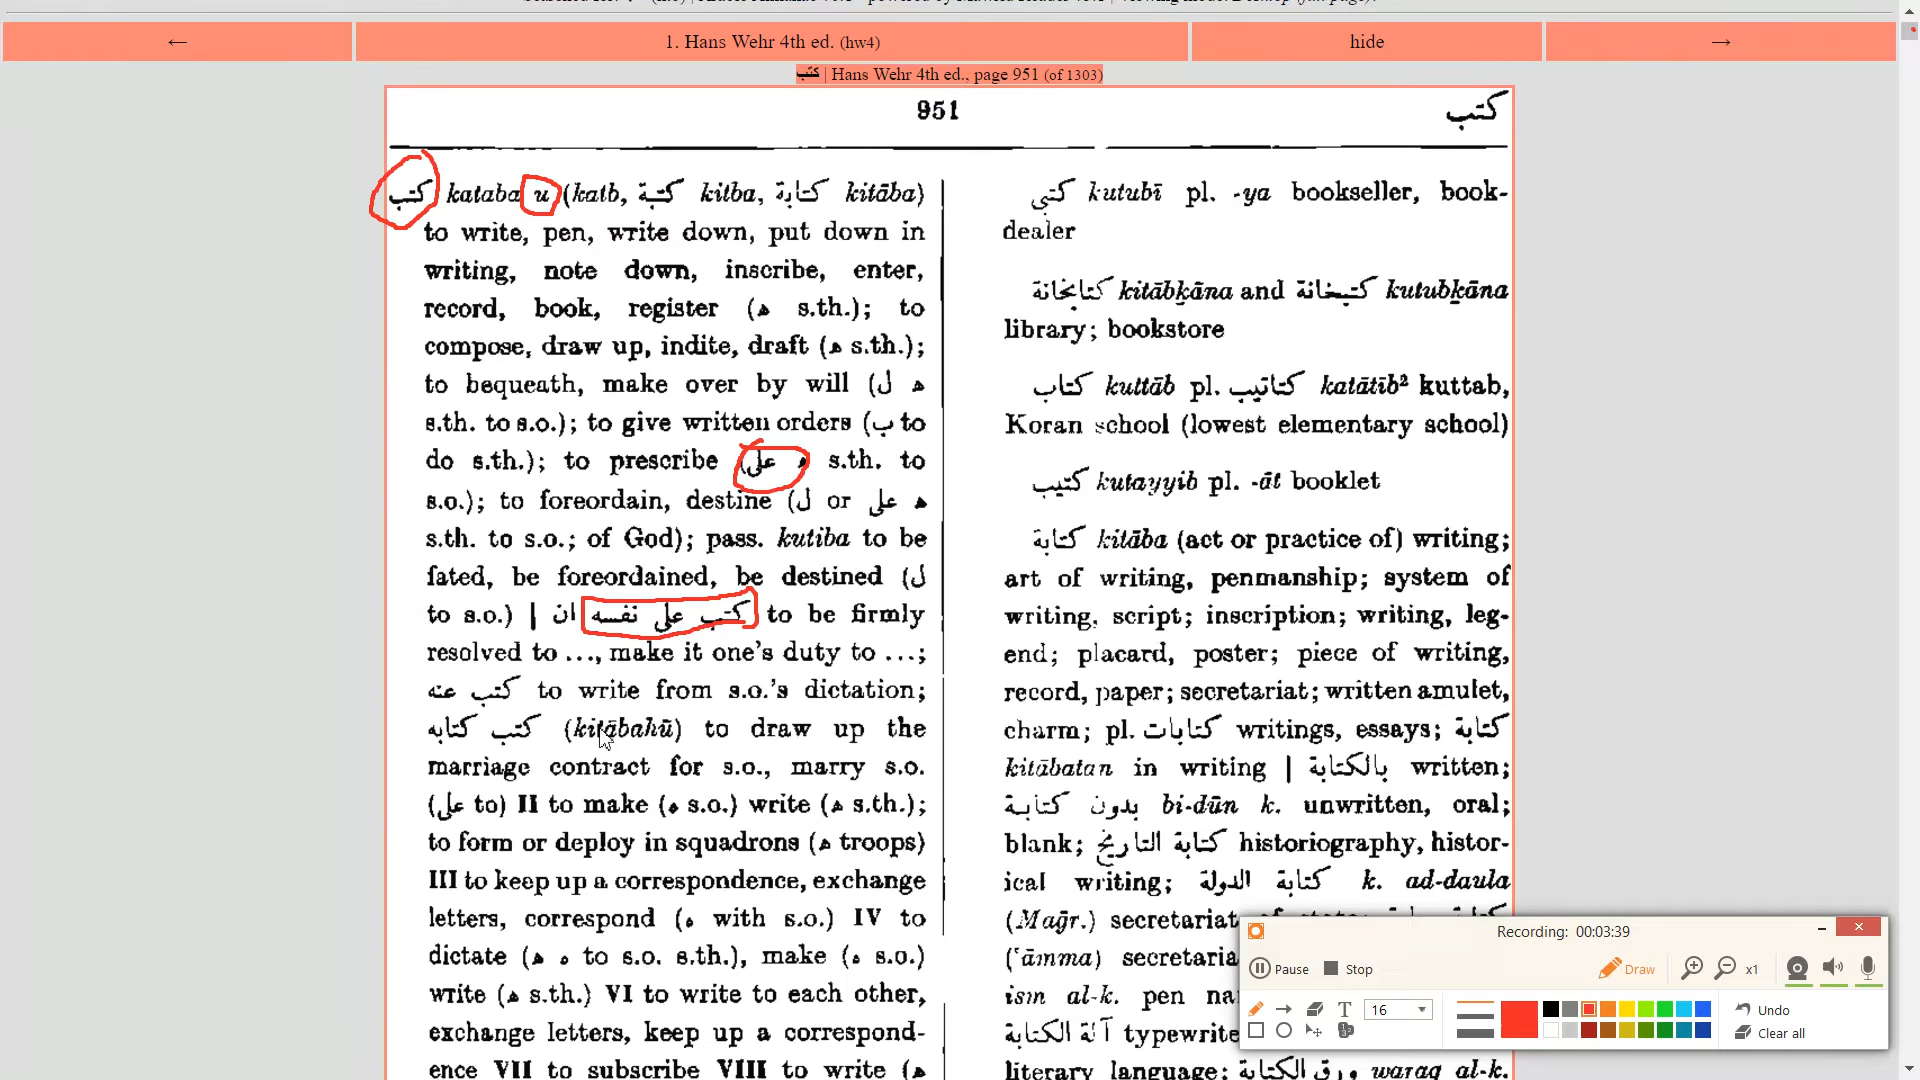 ← 1. Hans Wehr 4th ed. (hw4) hide →
كتب | Hans Wehr 4th ed., page 951 (of 1303)
951 كتب
كتب kataba u (katb, كتبة kitba, كتابة kitāba)
to write, pen, write down, put down in
writing, note down, inscribe, enter,
record, book, register (ه s.th.); to
compose, draw up, indite, draft (ه s.th.);
to bequeath, make over by will (ل ه
s.th. to s.o.); to give written orders (ب to
do s.th.); to prescribe (على ه s.th. to
s.o.); to foreordain, destine (ل or على ه
s.th. to s.o.; of God); pass. kutiba to be
fated, be foreordained, be destined (ل
to s.o.) | كتب على نفسه ان to be firmly
resolved to ..., make it one's duty to ...;
كتب عنه to write from s.o.'s dictation;
كتب كتابه (kitābahū) to draw up the
marriage contract for s.o., marry s.o.
(على to) II to make (ه s.o.) write (ه s.th.);
to form or deploy in squadrons (ه troops)
III to keep up a correspondence, exchange
letters, correspond (ه with s.o.) IV to
dictate (ه ه to s.o. s.th.), make (ه s.o.)
write (ه s.th.) VI to write to each other,
exchange letters, keep up a correspond-
ence VII to subscribe VIII to write (ه
كتبي kutubī pl. -ya bookseller, book-
dealer
كتابخانة kitābḵāna and كتبخانة kutubḵāna
library; bookstore
كتاب kuttāb pl. كتاتيب katātīb² kuttab,
Koran school (lowest elementary school)
كتيب kutayyib pl. -āt booklet
كتابة kitāba (act or practice of) writing;
art of writing, penmanship; system of
writing, script; inscription; writing, leg-
end; placard, poster; piece of writing,
record, paper; secretariat; written amulet,
charm; pl. كتابات writings, essays; كتابة
kitābatan in writing | بالكتابة written;
بدون كتابة bi-dūn k. unwritten, oral;
blank; كتابة التاريخ historiography, histor-
ical writing; كتابة الدولة k. ad-daula
(Maḡr.) secretariat of state;
(ʿāmma) secretaria
ism al-k. pen na
آلة الكتابة typewrite
literary language; ورق الكتابة waraq al-k.
Recording: 00:03:39
Pause Stop Draw x1
T 16 Undo
Clear all